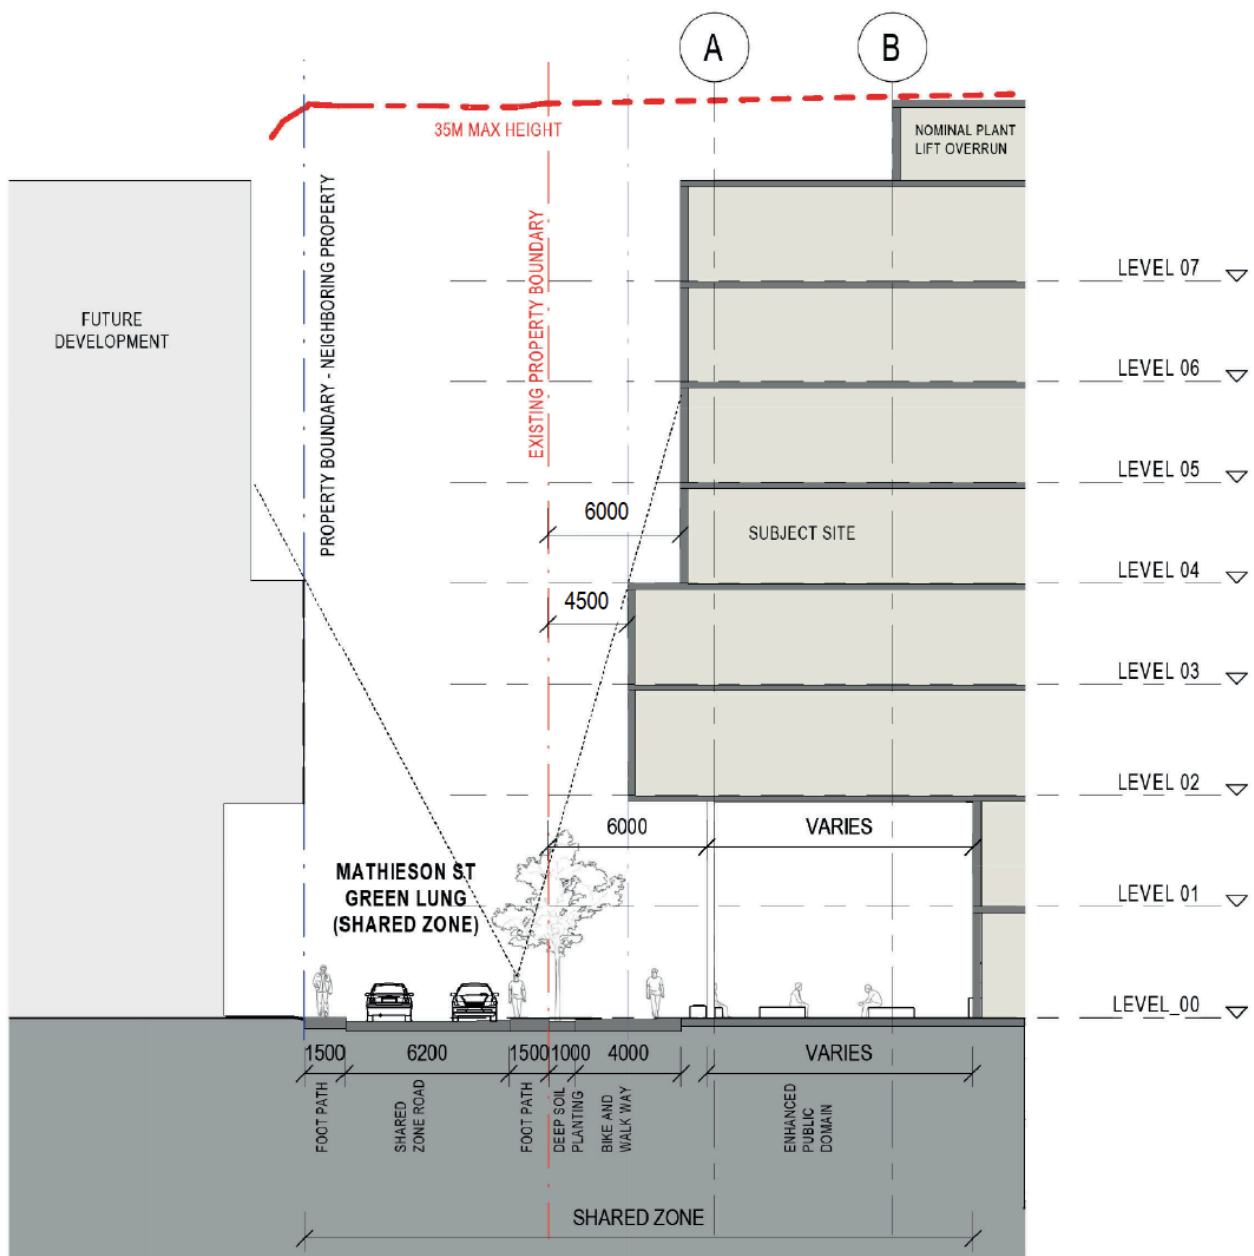 A
B
35M MAX HEIGHT
NOMINAL PLANT
LIFT OVERRUN
PROPERTY BOUNDARY - NEIGHBORING PROPERTY
EXISTING PROPERTY BOUNDARY
LEVEL 07
FUTURE
DEVELOPMENT
LEVEL 06
LEVEL 05
6000
SUBJECT SITE
LEVEL 04
4500
LEVEL 03
LEVEL 02
6000
VARIES
MATHIESON ST
GREEN LUNG
(SHARED ZONE)
LEVEL 01
LEVEL_00
1500
6200
1500
1000
4000
VARIES
FOOT PATH
SHARED
ZONE ROAD
FOOT PATH
DEEP SOIL
PLANTING
BIKE AND
WALK WAY
ENHANCED
PUBLIC
DOMAIN
SHARED ZONE